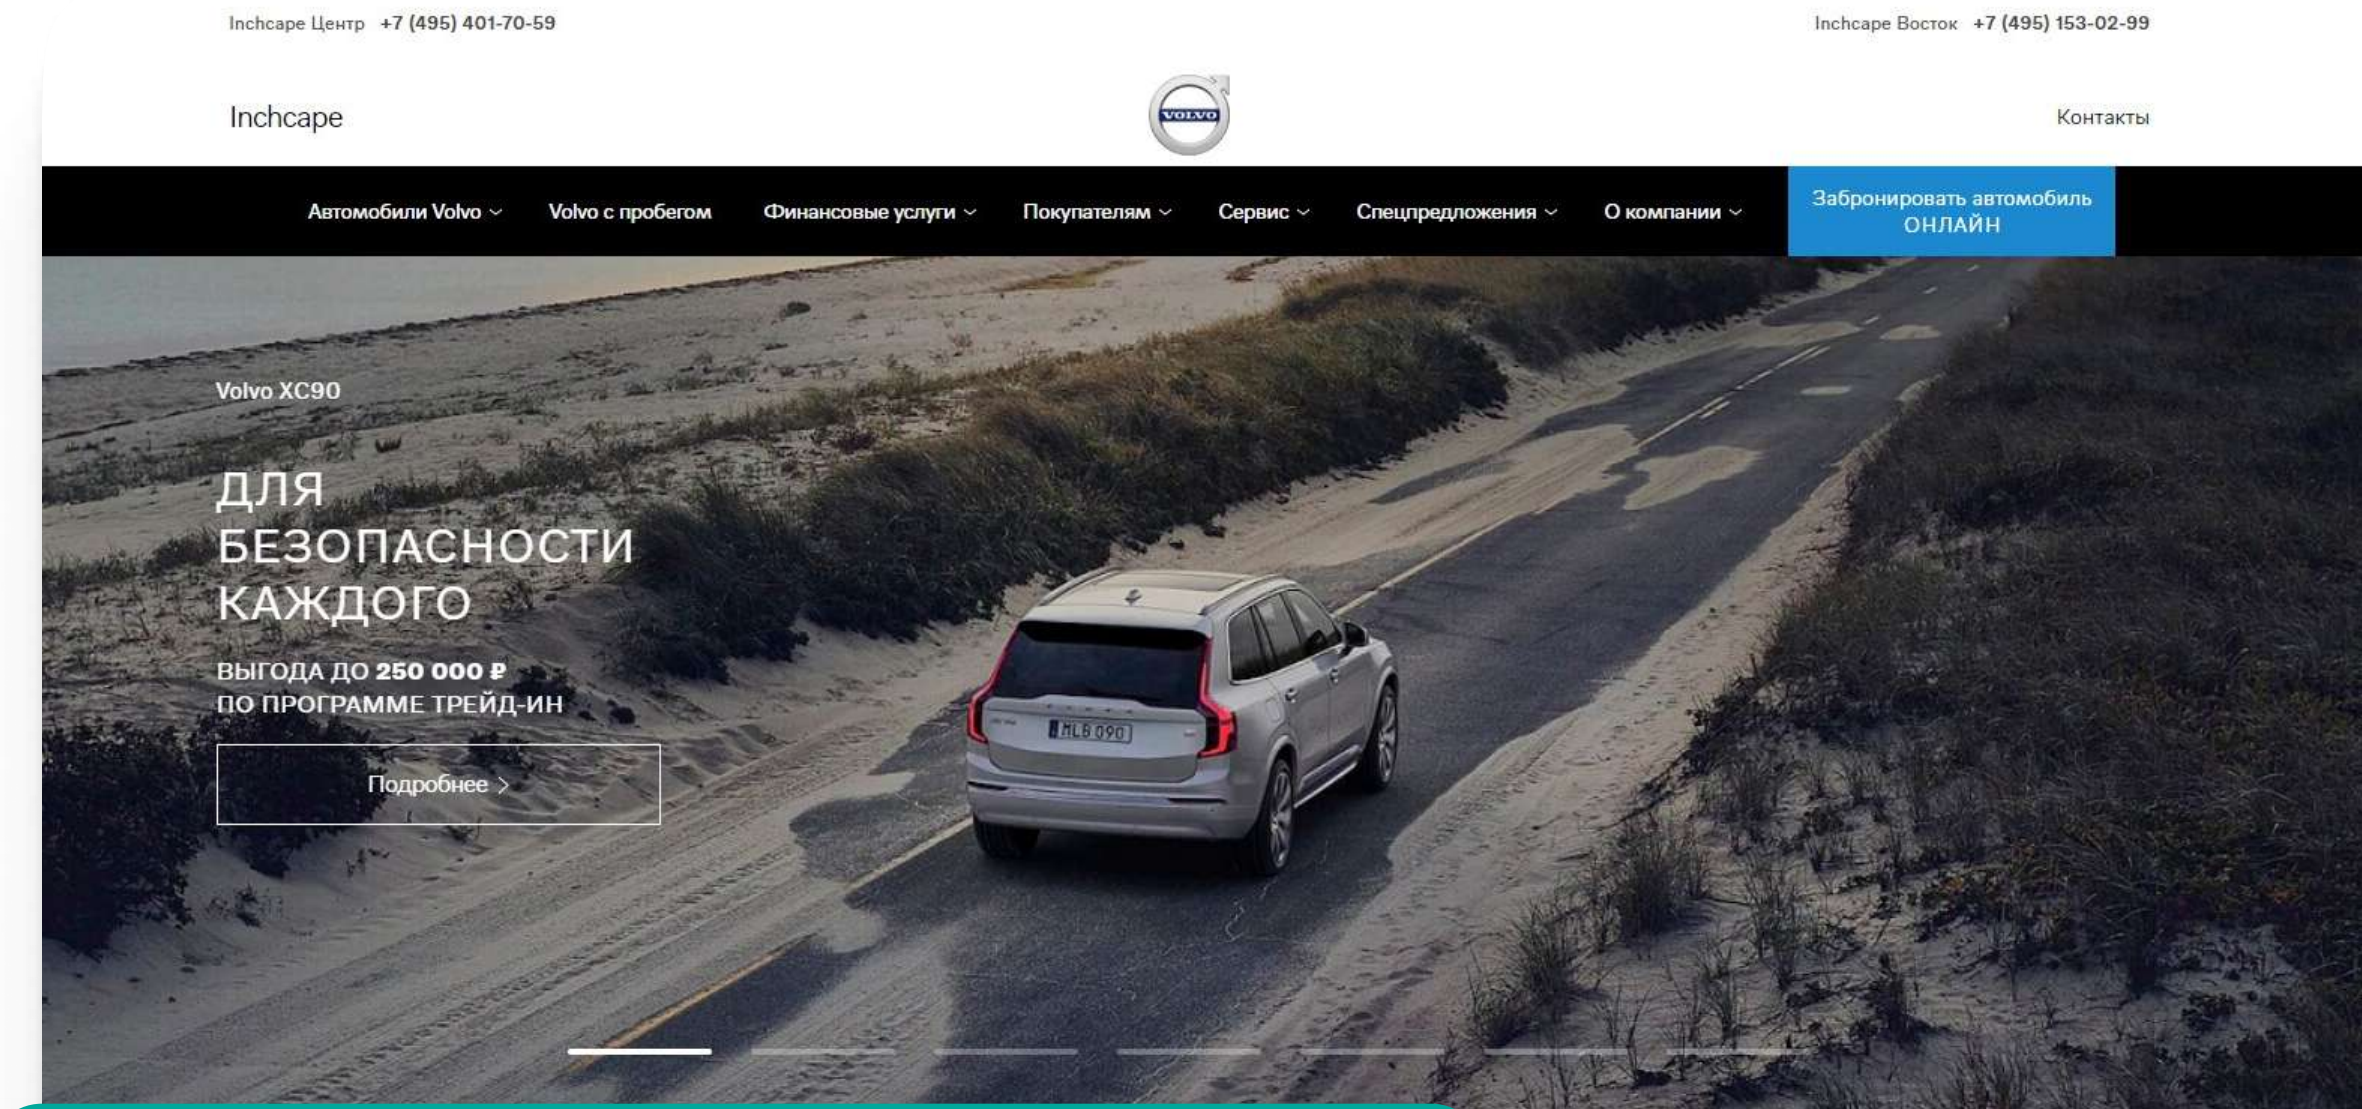 Inchcape Центр +7 (495) 401-70-59
Inchcape Восток +7 (495) 153-02-99
Inchcape
VOLVO
Контакты
Автомобили Volvo
Volvo с пробегом
Финансовые услуги
Покупателям
Сервис
Спецпредложения
О компании
Забронировать автомобиль
ОНЛАЙН
Volvo XC90
ДЛЯ
БЕЗОПАСНОСТИ
КАЖДОГО
ВЫГОДА ДО 250 000 ₽
ПО ПРОГРАММЕ ТРЕЙД-ИН
Подробнее >
MLB 090